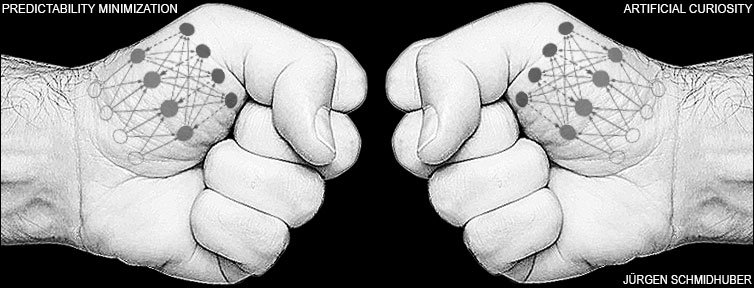 PREDICTABILITY MINIMIZATION
ARTIFICIAL CURIOSITY
JÜRGEN SCHMIDHUBER